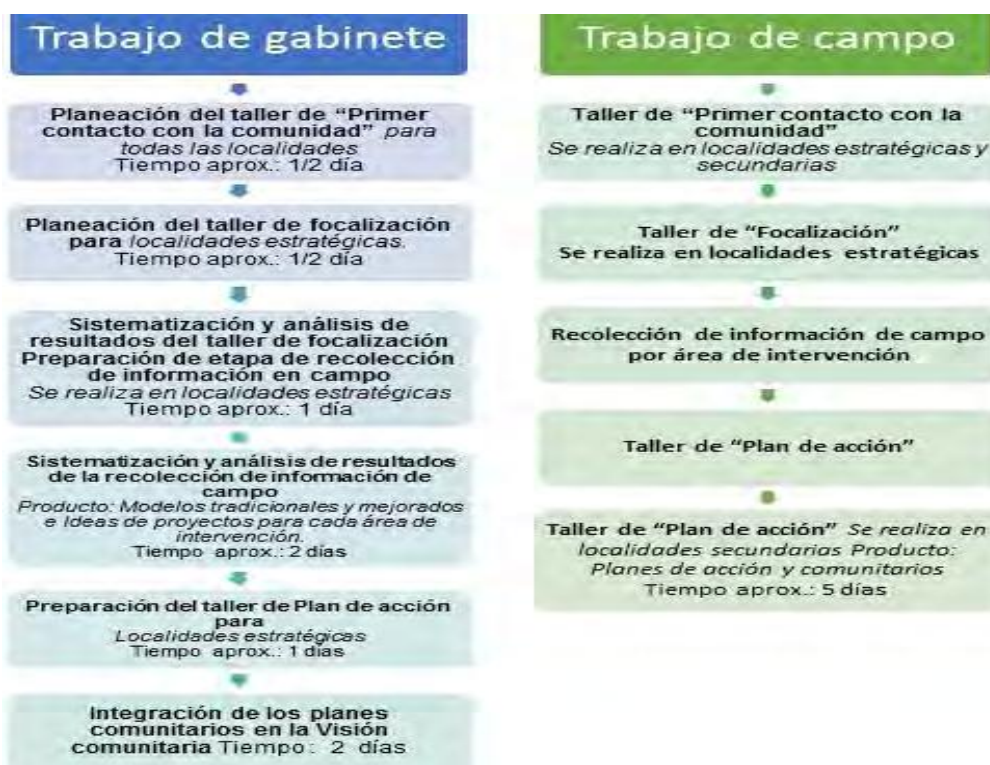 Trabajo de gabinete
Planeación del taller de “Primer
contacto con la comunidad” para
todas las localidades
Tiempo aprox.: 1/2 día
Planeación del taller de focalización
para localidades estratégicas.
Tiempo aprox.: 1/2 día
Sistematización y análisis de
resultados del taller de focalización
Preparación de etapa de recolección
de información en campo
Se realiza en localidades estratégicas
Tiempo aprox.: 1 día
Sistematización y análisis de resultados
de la recolección de información de
campo
Producto: Modelos tradicionales y mejorados
e Ideas de proyectos para cada área de
intervención.
Tiempo aprox.: 2 días
Preparación del taller de Plan de acción
para
Localidades estratégicas
Tiempo aprox.: 1 días
Integración de los planes
comunitarios en la Visión
comunitaria Tiempo: 2 días
Trabajo de campo
Taller de “Primer contacto con la
comunidad”
Se realiza en localidades estratégicas y
secundarias
Taller de “Focalización”
Se realiza en localidades estratégicas
Recolección de información de campo
por área de intervención
Taller de “Plan de acción”
Taller de “Plan de acción” Se realiza en
localidades secundarias Producto:
Planes de acción y comunitarios
Tiempo aprox.: 5 días